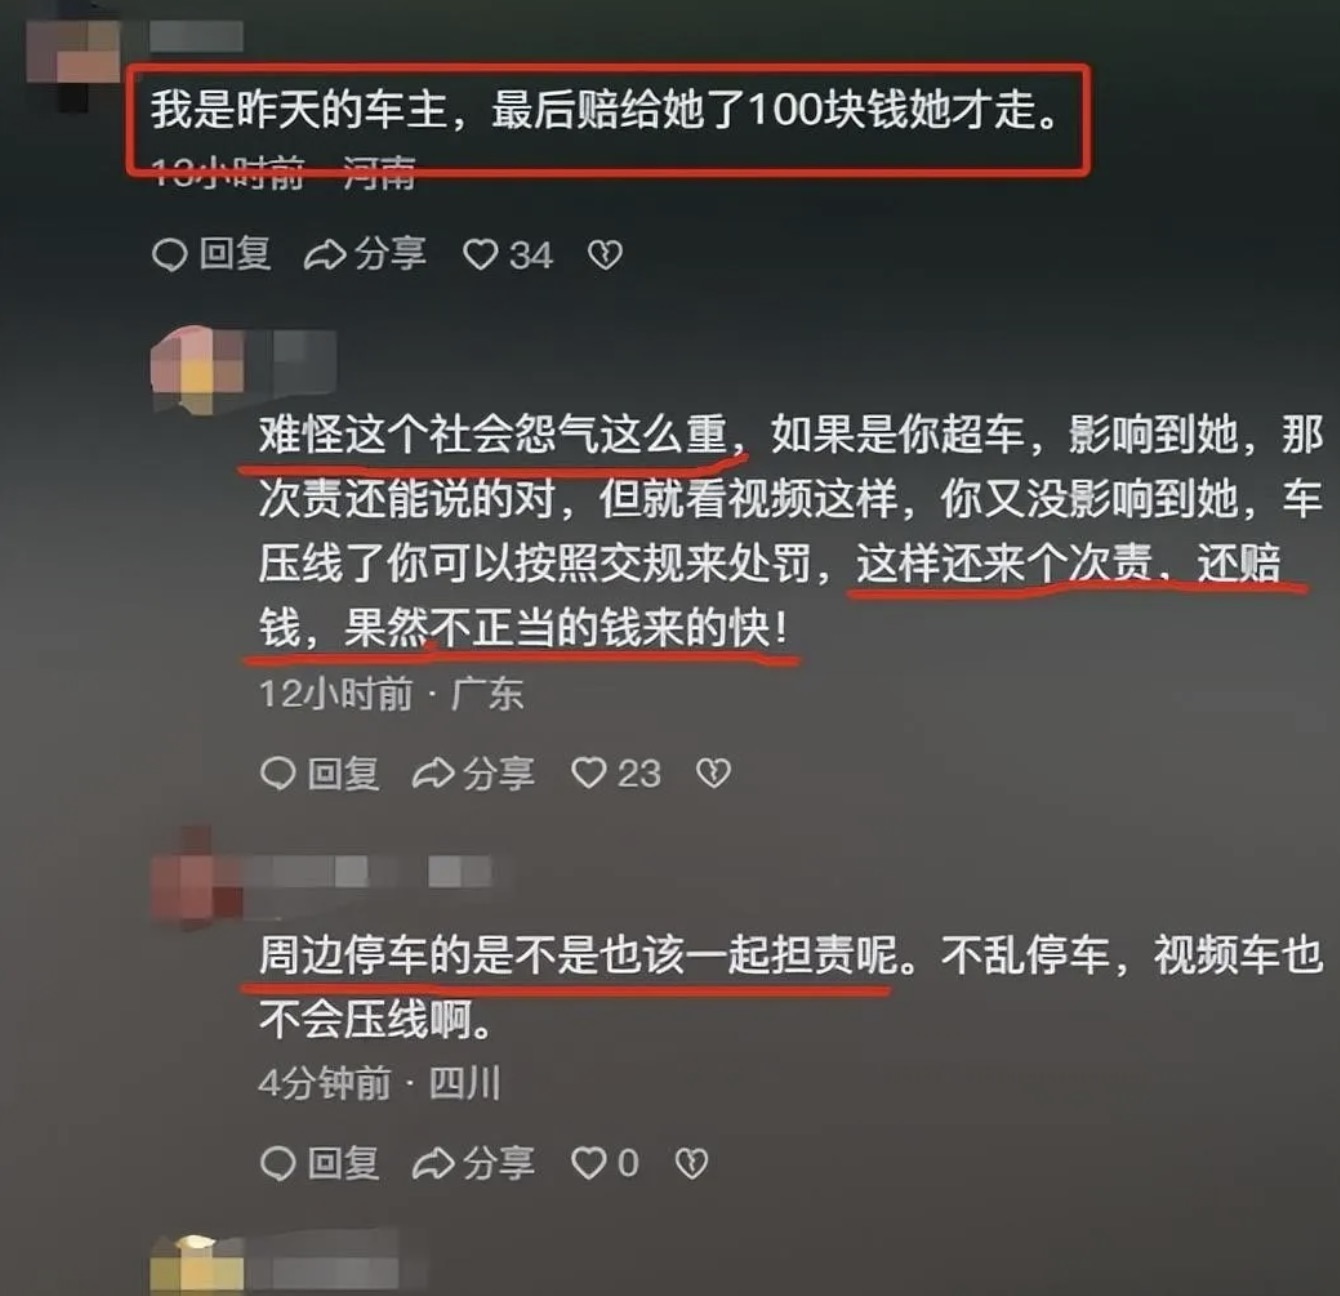 我是昨天的车主，最后赔给她了100块钱她才走。
13小时前 河南
回复 分享 34
难怪这个社会怨气这么重，如果是你超车，影响到她，那
次责还能说的对，但就看视频这样，你又没影响到她，车
压线了你可以按照交规来处罚，这样还来个次责，还赔
钱，果然不正当的钱来的快！
12小时前 · 广东
回复 分享 23
周边停车的是不是也该一起担责呢。不乱停车，视频车也
不会压线啊。
4分钟前 · 四川
回复 分享 0